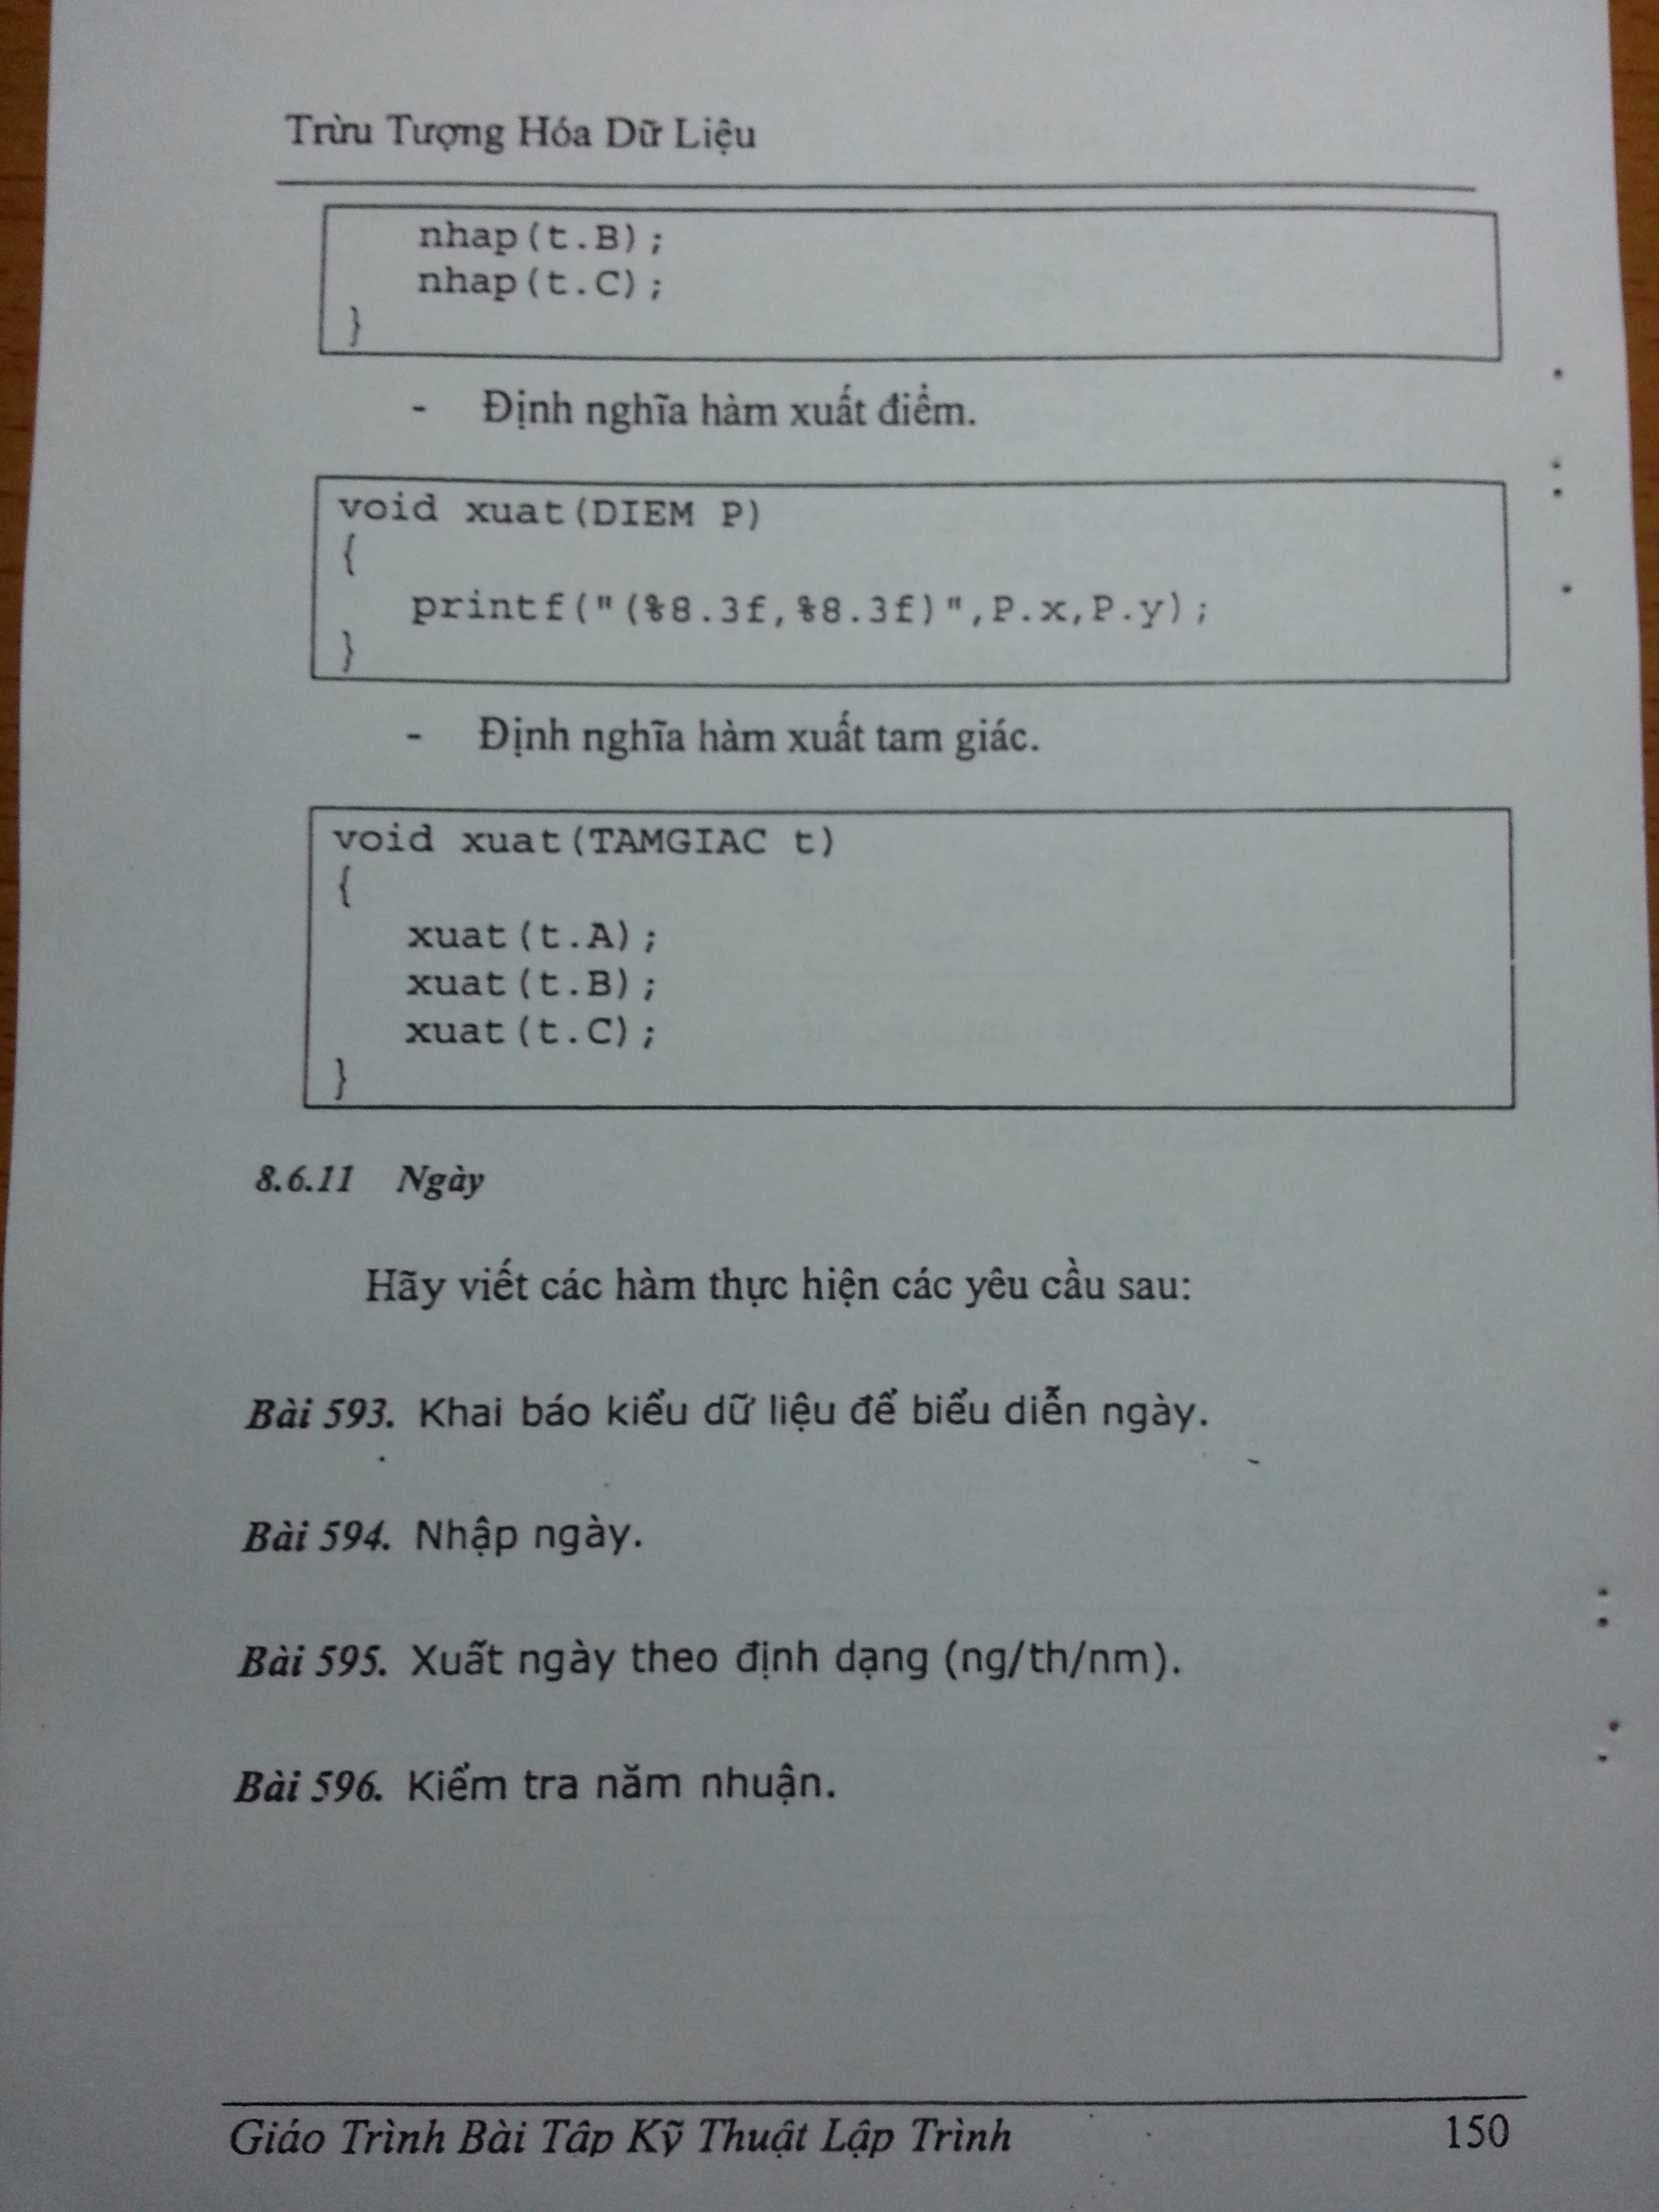 Trừu Tượng Hóa Dữ Liệu
nhap(t.B);
nhap(t.C);
}
- Định nghĩa hàm xuất điểm.
void xuat(DIEM P)
{
printf("(%8.3f,%8.3f)",P.x,P.y);
}
- Định nghĩa hàm xuất tam giác.
void xuat(TAMGIAC t)
{
xuat(t.A);
xuat(t.B);
xuat(t.C);
}
8.6.11 Ngày
Hãy viết các hàm thực hiện các yêu cầu sau:
Bài 593. Khai báo kiểu dữ liệu để biểu diễn ngày.
Bài 594. Nhập ngày.
Bài 595. Xuất ngày theo định dạng (ng/th/nm).
Bài 596. Kiểm tra năm nhuận.
Giáo Trình Bài Tập Kỹ Thuật Lập Trình 150